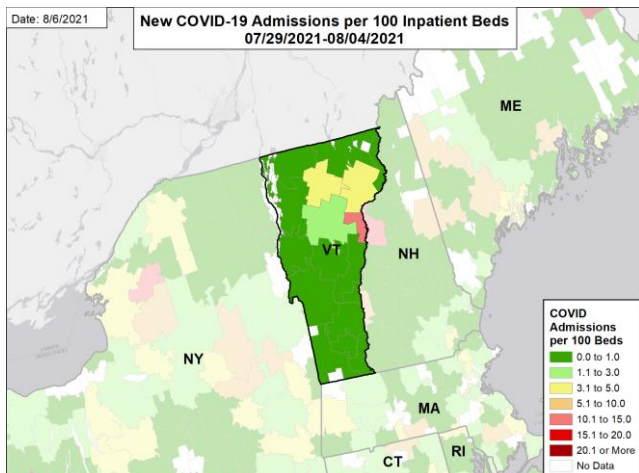 Date: 8/6/2021
New COVID-19 Admissions per 100 Inpatient Beds
07/29/2021-08/04/2021
ME
VT
NH
NY
MA
CT
RI
COVID
Admissions
per 100 Beds
0.0 to 1.0
1.1 to 3.0
3.1 to 5.0
5.1 to 10.0
10.1 to 15.0
15.1 to 20.0
20.1 or More
No Data